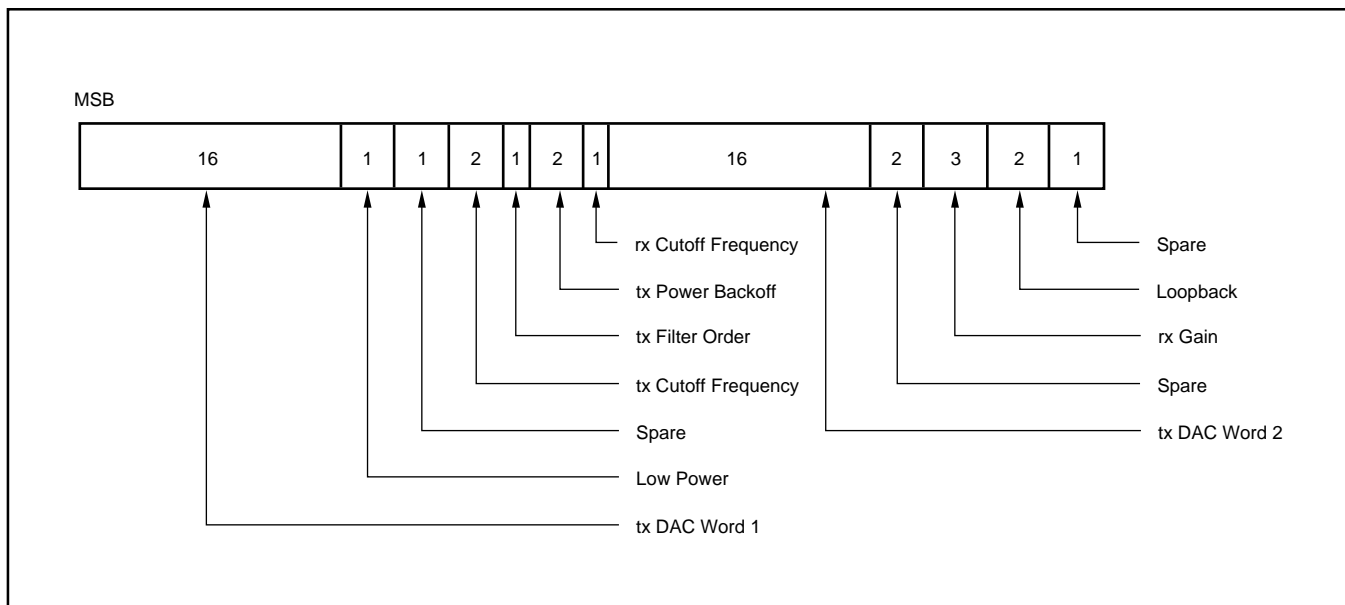 MSB
16 1 1 2 1 2 1 16 2 3 2 1
rx Cutoff Frequency
tx Power Backoff
tx Filter Order
tx Cutoff Frequency
Spare
Low Power
tx DAC Word 1
Spare
Loopback
rx Gain
Spare
tx DAC Word 2